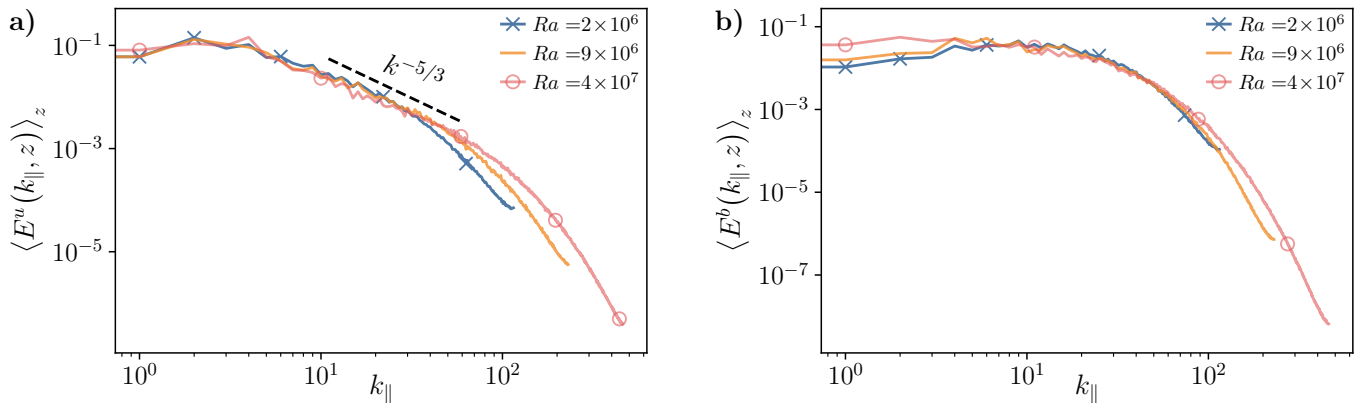 a)
⟨E^u(k_∥, z)⟩_z
10^{-1}
10^{-3}
10^{-5}
k^{-5/3}
Ra =2×10^6
Ra =9×10^6
Ra =4×10^7
10^0
10^1
10^2
k_∥
b)
⟨E^b(k_∥, z)⟩_z
10^{-1}
10^{-3}
10^{-5}
10^{-7}
Ra =2×10^6
Ra =9×10^6
Ra =4×10^7
10^0
10^1
10^2
k_∥